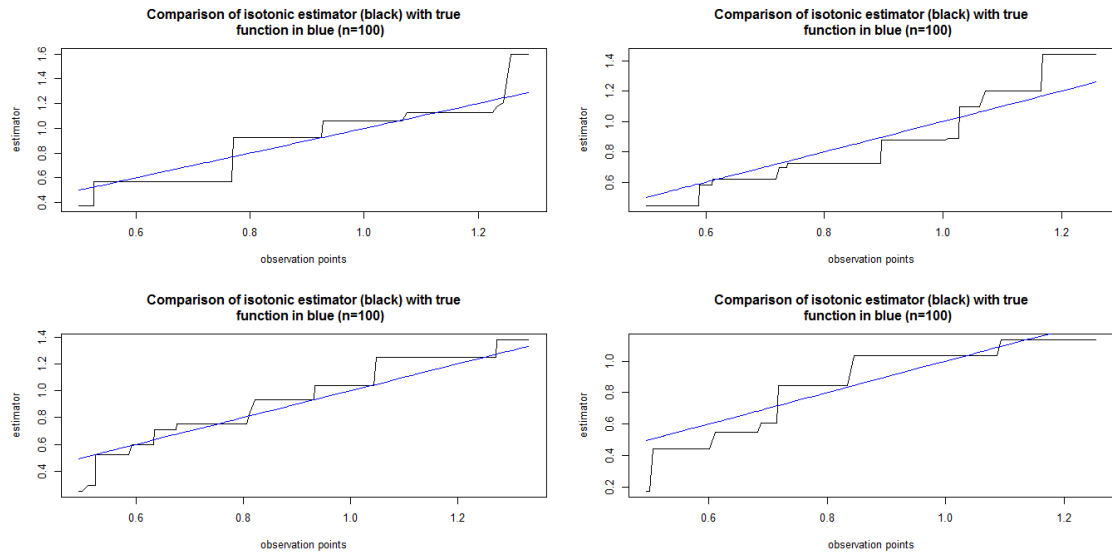 Comparison of isotonic estimator (black) with true
function in blue (n=100)
estimator
1.6
1.4
1.2
1.0
0.8
0.6
0.4
0.6
0.8
1.0
1.2
observation points
Comparison of isotonic estimator (black) with true
function in blue (n=100)
estimator
1.4
1.2
1.0
0.8
0.6
0.6
0.8
1.0
1.2
observation points
Comparison of isotonic estimator (black) with true
function in blue (n=100)
estimator
1.4
1.2
1.0
0.8
0.6
0.4
0.6
0.8
1.0
1.2
observation points
Comparison of isotonic estimator (black) with true
function in blue (n=100)
estimator
1.0
0.8
0.6
0.4
0.2
0.6
0.8
1.0
1.2
observation points